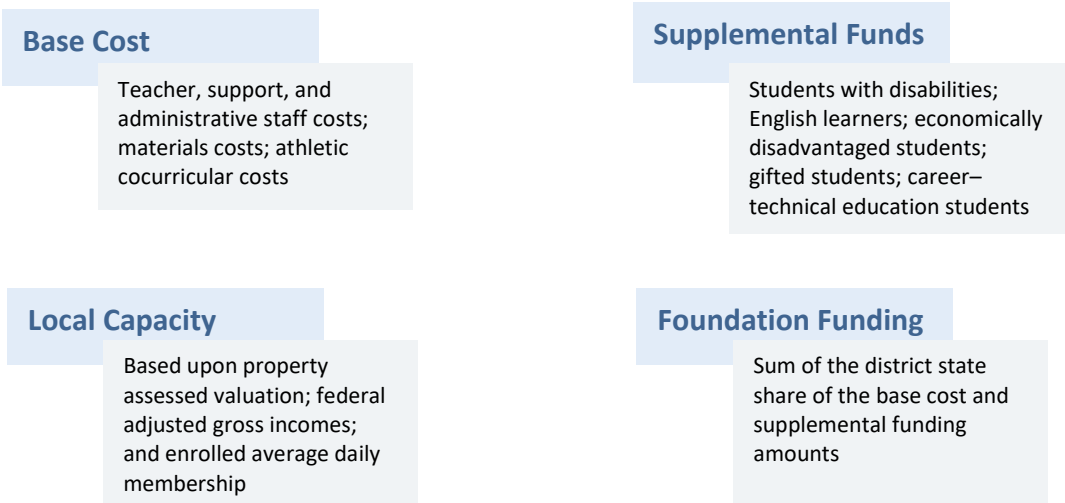 Base Cost
Teacher, support, and
administrative staff costs;
materials costs; athletic
cocurricular costs
Supplemental Funds
Students with disabilities;
English learners; economically
disadvantaged students;
gifted students; career–
technical education students
Local Capacity
Based upon property
assessed valuation; federal
adjusted gross incomes;
and enrolled average daily
membership
Foundation Funding
Sum of the district state
share of the base cost and
supplemental funding
amounts